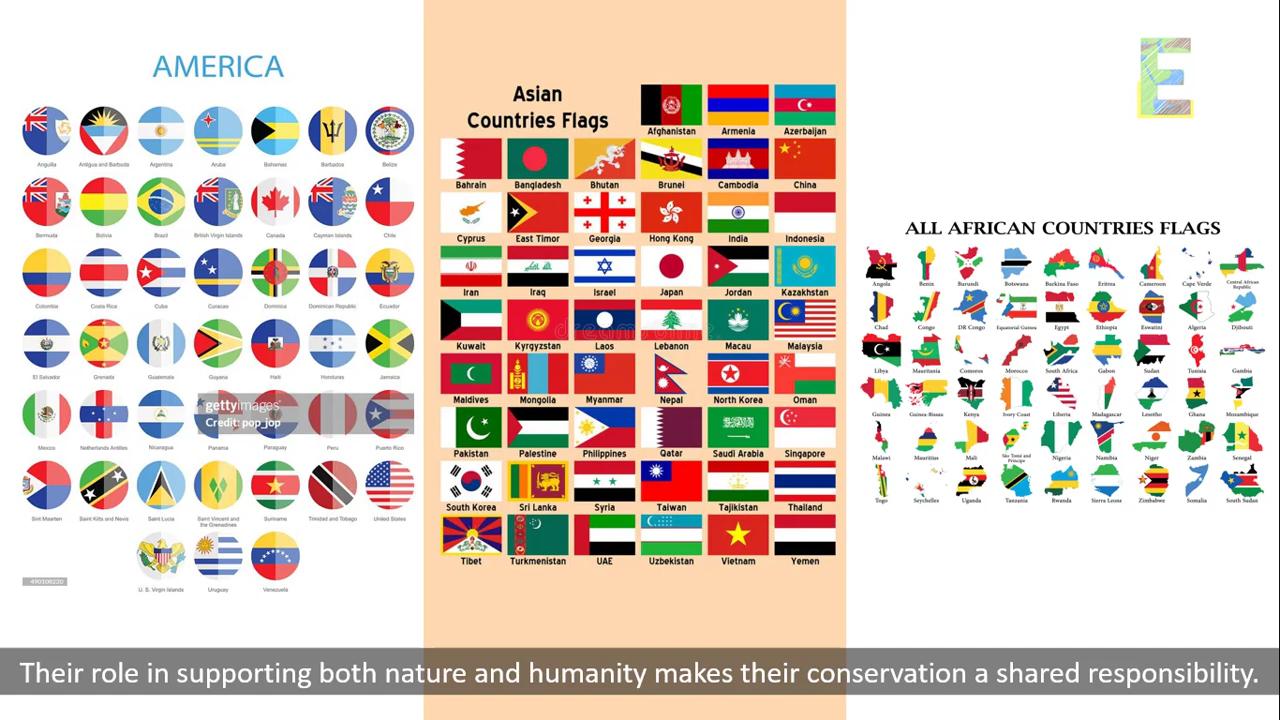 AMERICA
Anguilla Antigua and Barbuda Argentina Aruba Bahamas Barbados Belize
Bermuda Bolivia Brazil British Virgin Islands Canada Cayman Islands Chile
Colombia Costa Rica Cuba Curacao Dominica Dominican Republic Ecuador
El Salvador Grenada Guatemala Guyana Haiti Honduras Jamaica
gettyimages
Credit: pop_jop
Mexico Netherlands Antilles Nicaragua Panama Paraguay Peru Puerto Rico
Sint Maarten Saint Kitts and Nevis Saint Lucia Saint Vincent and
the Grenadines Suriname Trinidad and Tobago United States
U. S. Virgin Islands Uruguay Venezuela
490108220
Asian
Countries Flags
Afghanistan Armenia Azerbaijan
Bahrain Bangladesh Bhutan Brunei Cambodia China
Cyprus East Timor Georgia Hong Kong India Indonesia
Iran Iraq Israel Japan Jordan Kazakhstan
Kuwait Kyrgyzstan Laos Lebanon Macau Malaysia
Maldives Mongolia Myanmar Nepal North Korea Oman
Pakistan Palestine Philippines Qatar Saudi Arabia Singapore
South Korea Sri Lanka Syria Taiwan Tajikistan Thailand
Tibet Turkmenistan UAE Uzbekistan Vietnam Yemen
E
ALL AFRICAN COUNTRIES FLAGS
Angola Benin Burundi Botswana Burkina Faso Eritrea Cameroon Cape Verde Central African
Republic
Chad Congo DR Congo Equatorial Guinea Egypt Ethiopia Eswatini Algeria Djibouti
Libya Mauritania Comoros Morocco South Africa Gabon Sudan Tunisia Gambia
Guinea Guinea-Bissau Kenya Ivory Coast Liberia Madagascar Lesotho Ghana Mozambique
Malawi Mauritius Mali São Tomé and
Príncipe Nigeria Namibia Niger Zambia Senegal
Togo Seychelles Uganda Tanzania Rwanda Sierra Leone Zimbabwe Somalia South Sudan
Their role in supporting both nature and humanity makes their conservation a shared responsibility.